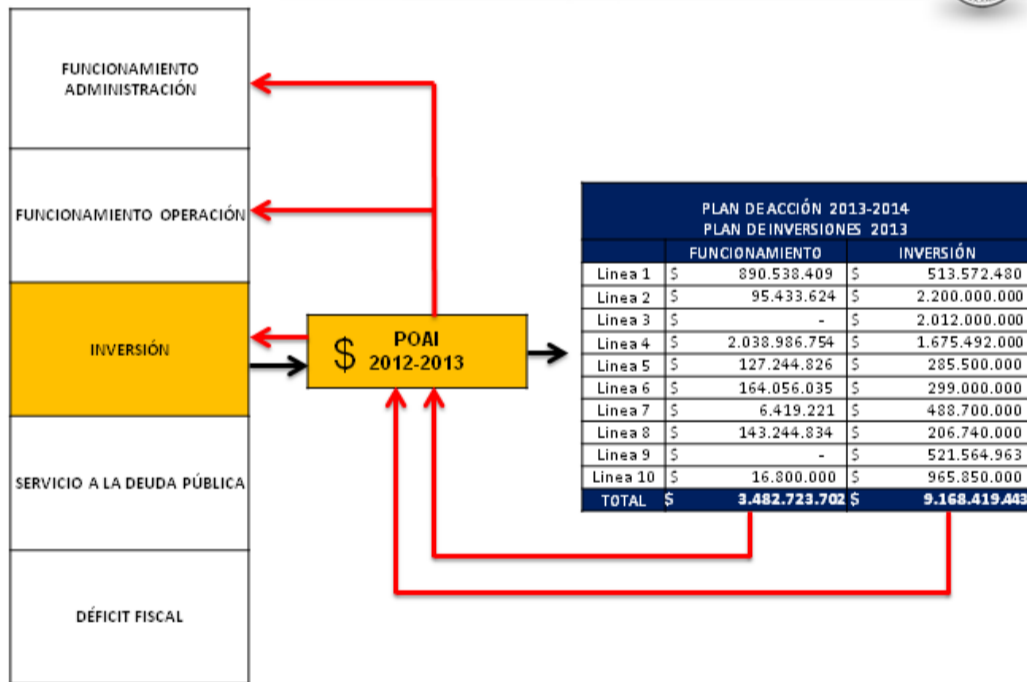 FUNCIONAMIENTO
ADMINISTRACIÓN
FUNCIONAMIENTO OPERACIÓN
INVERSIÓN
SERVICIO A LA DEUDA PÚBLICA
DÉFICIT FISCAL
$ POAI
2012-2013
PLAN DE ACCIÓN 2013-2014
PLAN DE INVERSIONES 2013
FUNCIONAMIENTO INVERSIÓN
Linea 1 $ 890.538.409 $ 513.572.480
Linea 2 $ 95.433.624 $ 2.200.000.000
Linea 3 $ - $ 2.012.000.000
Linea 4 $ 2.038.986.754 $ 1.675.492.000
Linea 5 $ 127.244.826 $ 285.500.000
Linea 6 $ 164.056.035 $ 299.000.000
Linea 7 $ 6.419.221 $ 488.700.000
Linea 8 $ 143.244.834 $ 206.740.000
Linea 9 $ - $ 521.564.963
Linea 10 $ 16.800.000 $ 965.850.000
TOTAL $ 3.482.723.702 $ 9.168.419.443